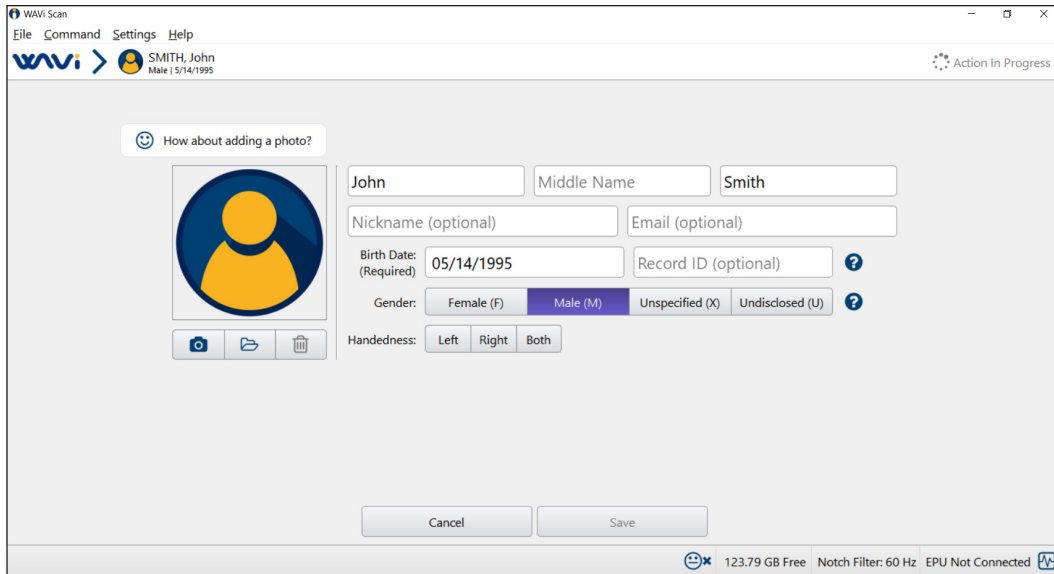 WAVi Scan
File Command Settings Help
WAVi
SMITH, John
Male | 5/14/1995
Action In Progress
How about adding a photo?
John Middle Name Smith
Nickname (optional) Email (optional)
Birth Date: (Required) 05/14/1995 Record ID (optional) ?
Gender: Female (F) Male (M) Unspecified (X) Undisclosed (U) ?
Handedness: Left Right Both
Cancel Save
123.79 GB Free Notch Filter: 60 Hz EPU Not Connected